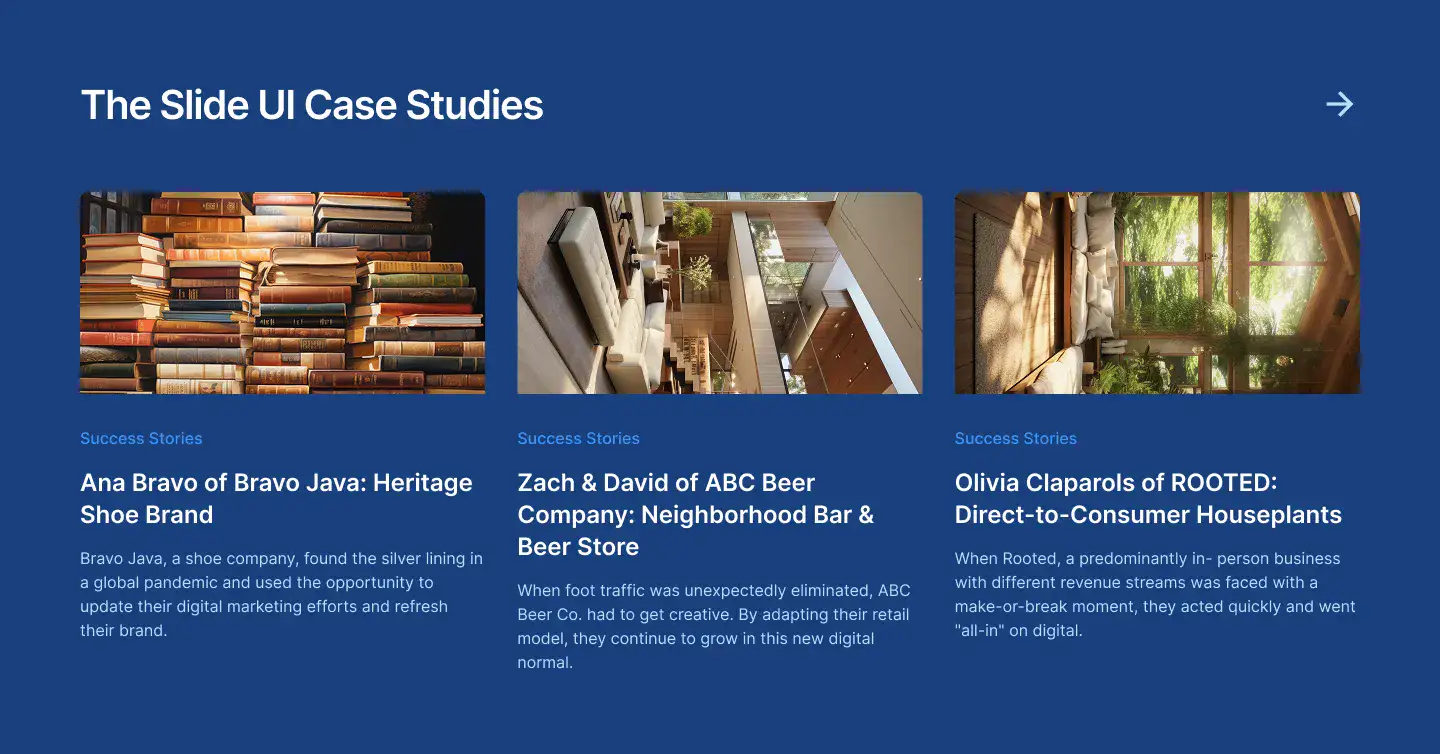 The Slide UI Case Studies
Success Stories
Ana Bravo of Bravo Java: Heritage
Shoe Brand
Bravo Java, a shoe company, found the silver lining in
a global pandemic and used the opportunity to
update their digital marketing efforts and refresh
their brand.
Success Stories
Zach & David of ABC Beer
Company: Neighborhood Bar &
Beer Store
When foot traffic was unexpectedly eliminated, ABC
Beer Co. had to get creative. By adapting their retail
model, they continue to grow in this new digital
normal.
Success Stories
Olivia Claparols of ROOTED:
Direct-to-Consumer Houseplants
When Rooted, a predominantly in- person business
with different revenue streams was faced with a
make-or-break moment, they acted quickly and went
"all-in" on digital.